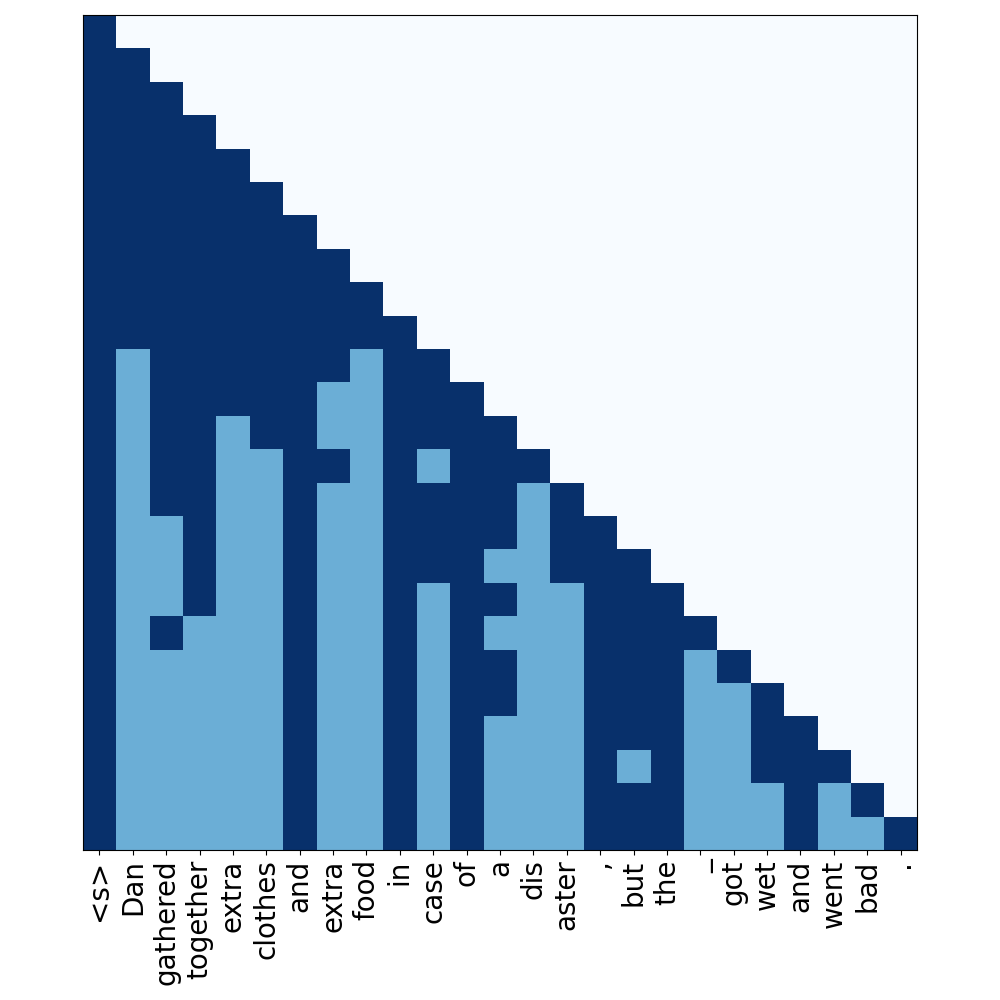 <s> Dan gathered together extra clothes and extra food in case of a dis aster , but the _ got wet and went bad .